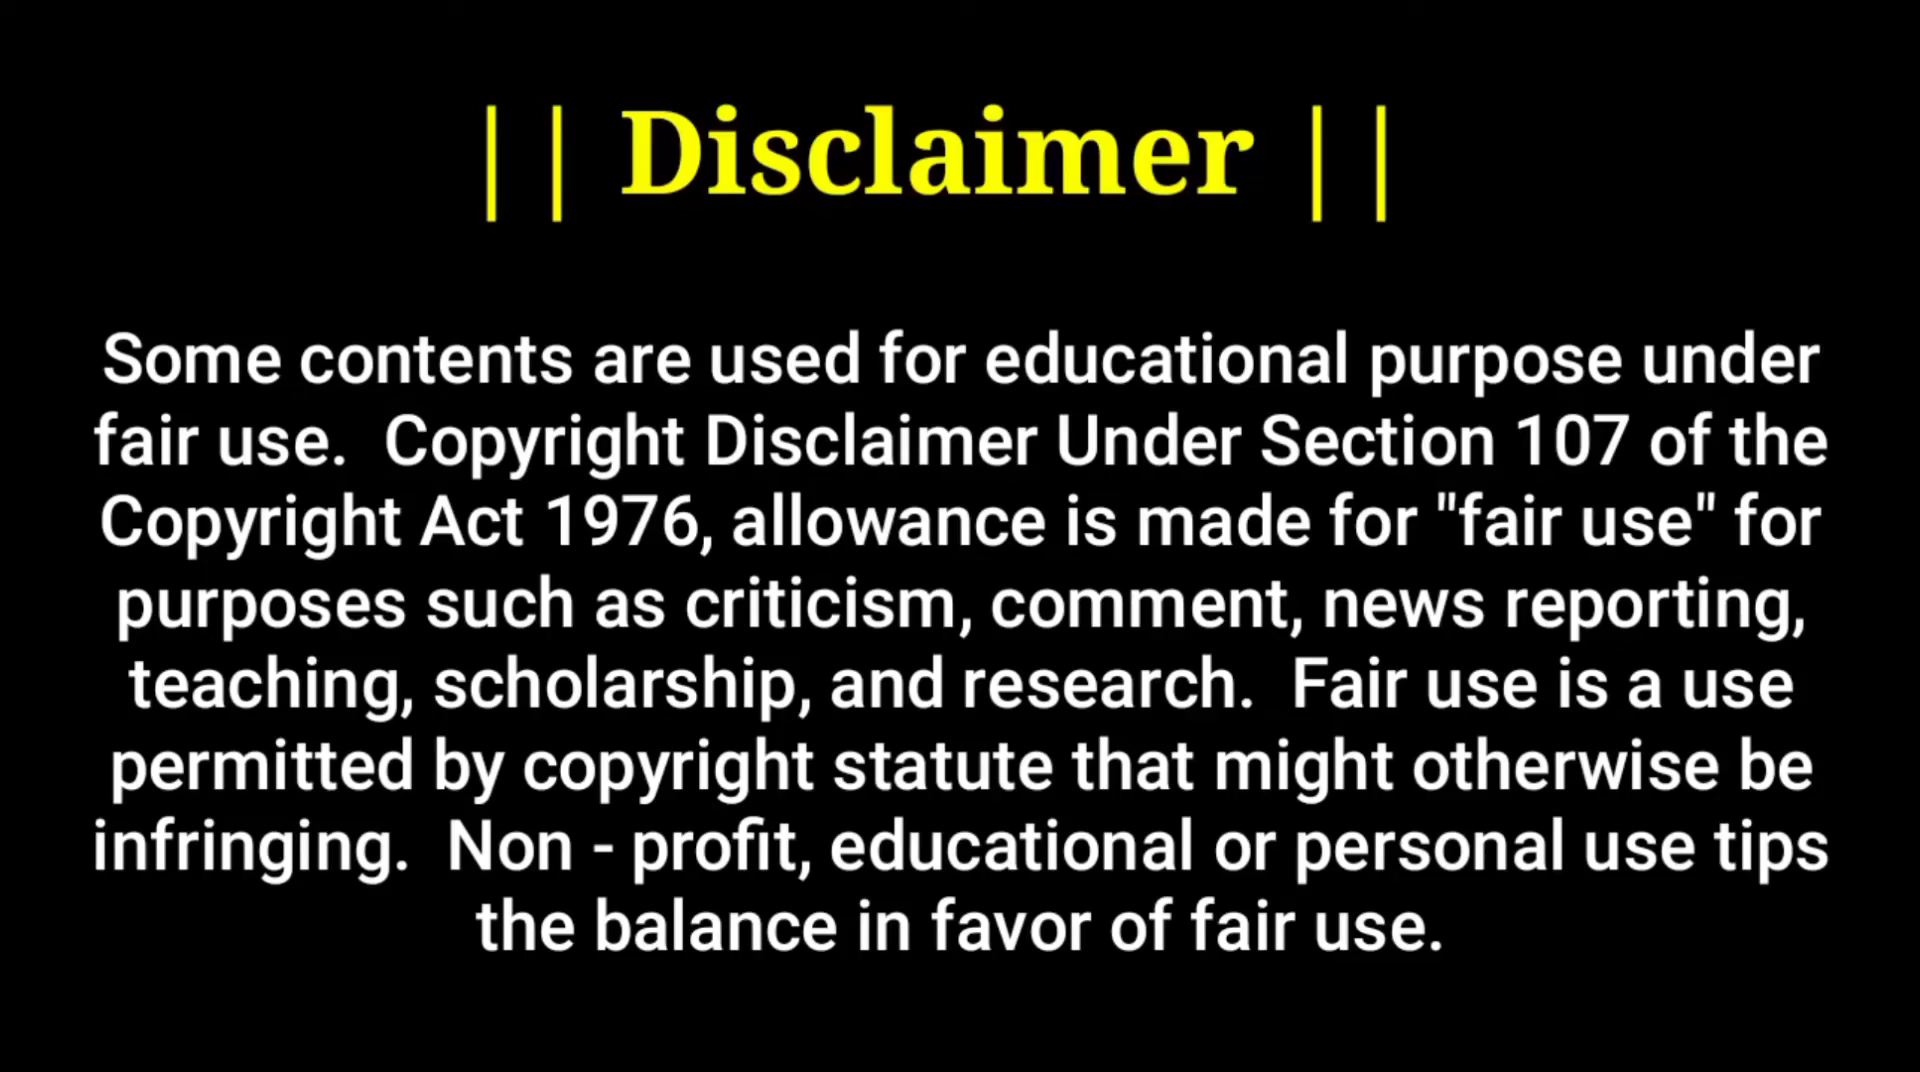 || Disclaimer ||
Some contents are used for educational purpose under
fair use.  Copyright Disclaimer Under Section 107 of the
Copyright Act 1976, allowance is made for "fair use" for
purposes such as criticism, comment, news reporting,
teaching, scholarship, and research.  Fair use is a use
permitted by copyright statute that might otherwise be
infringing.  Non - profit, educational or personal use tips
the balance in favor of fair use.